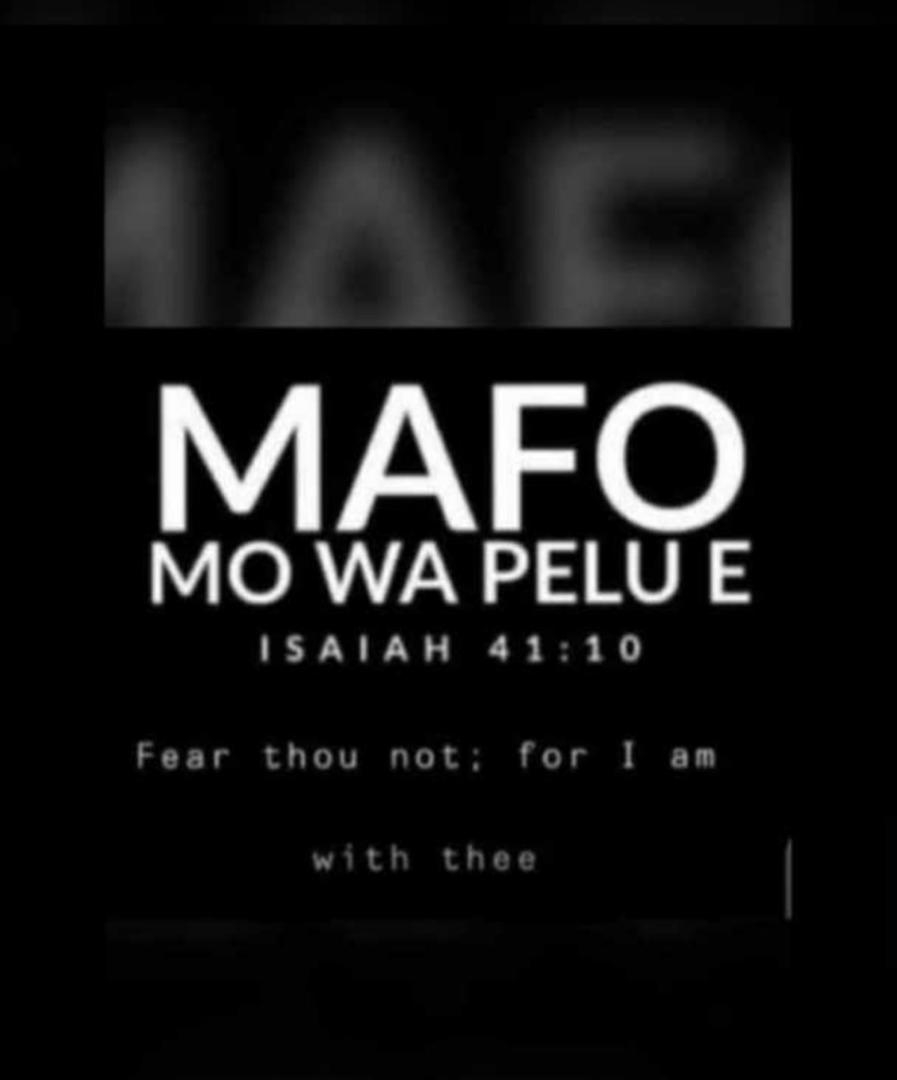 MAFO
MO WA PELU E
ISAIAH 41:10
Fear thou not; for I am
with thee